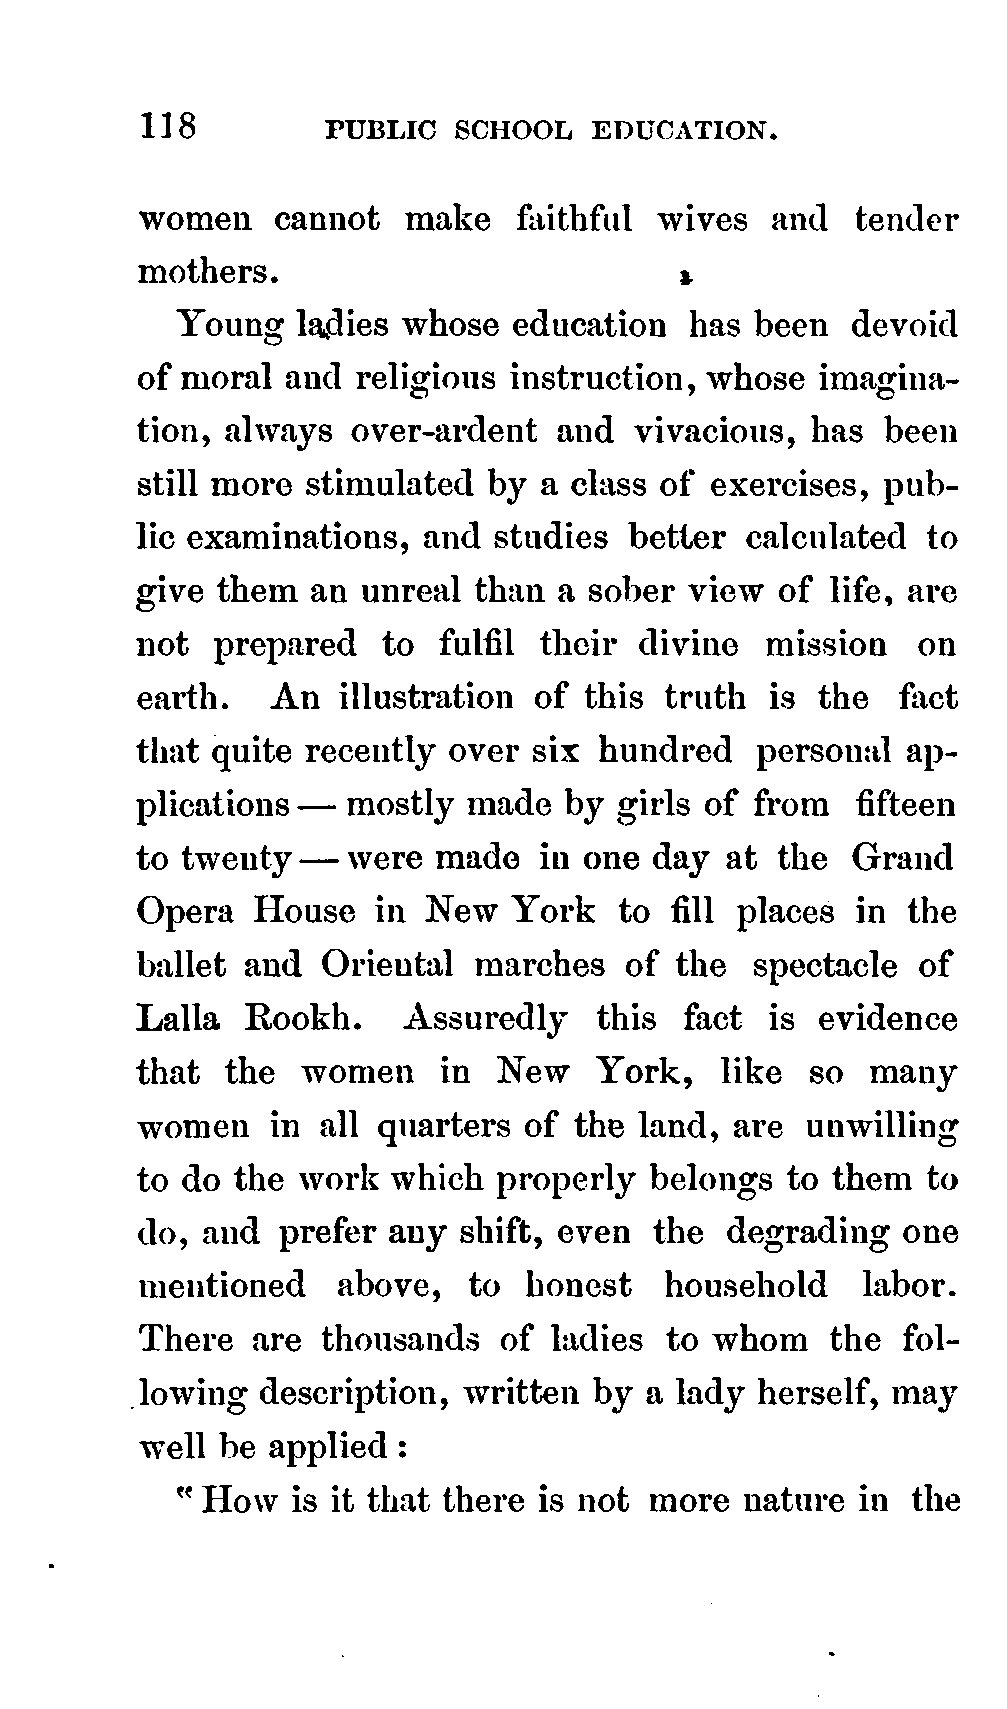 118 PUBLIC SCHOOL EDUCATION.
women cannot make faithful wives and tender
mothers.
Young ladies whose education has been devoid
of moral and religious instruction, whose imagina-
tion, always over-ardent and vivacious, has been
still more stimulated by a class of exercises, pub-
lic examinations, and studies better calculated to
give them an unreal than a sober view of life, are
not prepared to fulfil their divine mission on
earth. An illustration of this truth is the fact
that quite recently over six hundred personal ap-
plications — mostly made by girls of from fifteen
to twenty — were made in one day at the Grand
Opera House in New York to fill places in the
ballet and Oriental marches of the spectacle of
Lalla Rookh. Assuredly this fact is evidence
that the women in New York, like so many
women in all quarters of the land, are unwilling
to do the work which properly belongs to them to
do, and prefer any shift, even the degrading one
mentioned above, to honest household labor.
There are thousands of ladies to whom the fol-
lowing description, written by a lady herself, may
well be applied :
“ How is it that there is not more nature in the